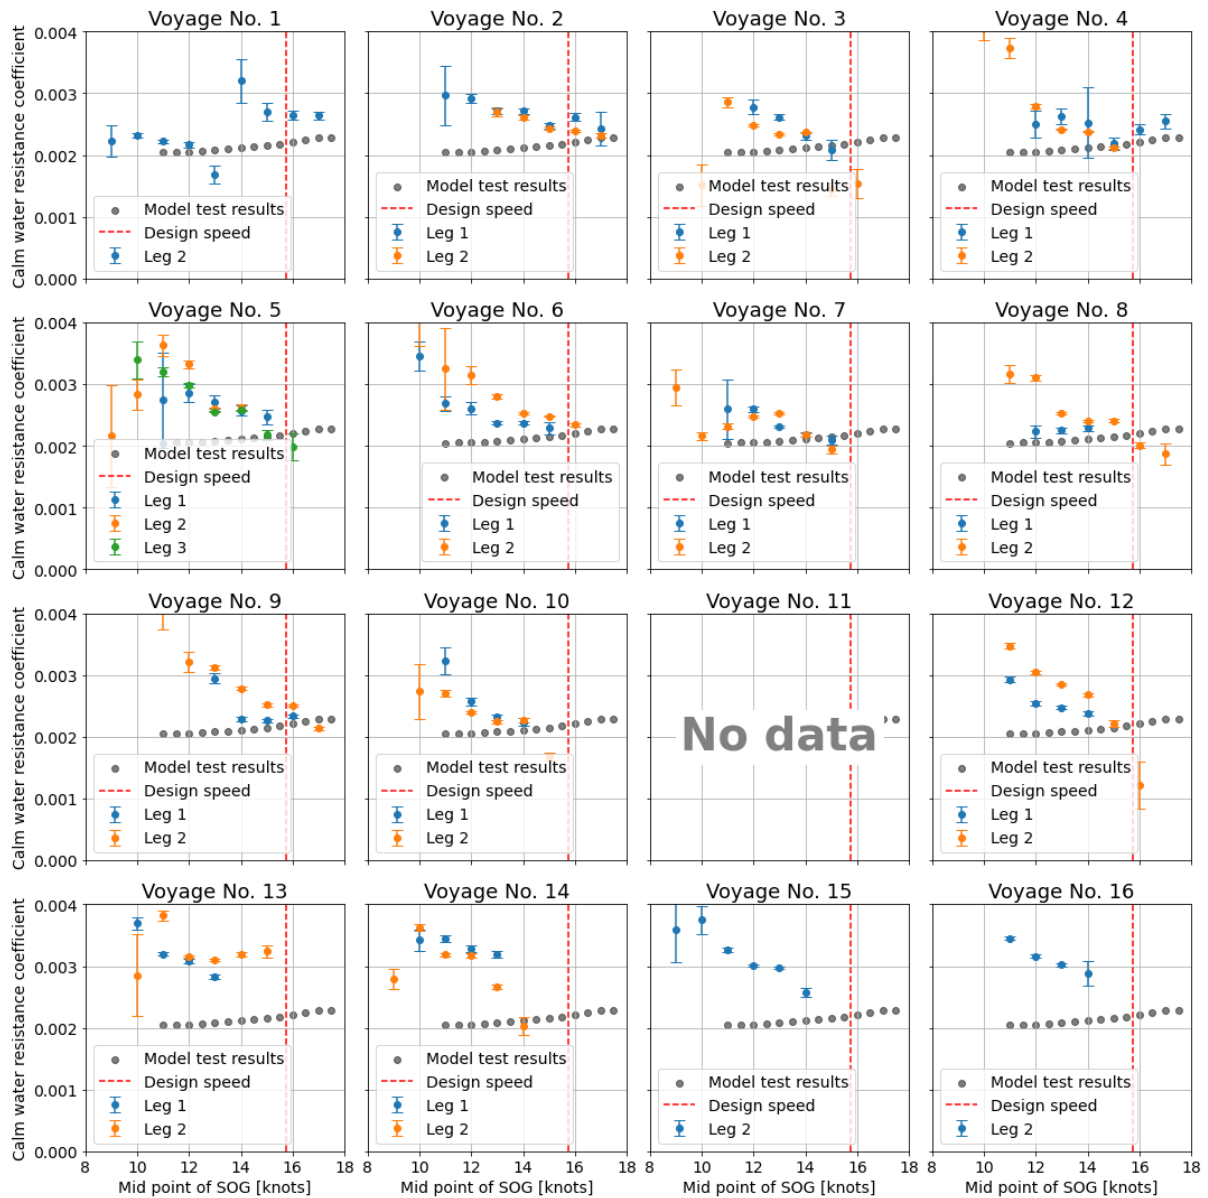 Voyage No. 1 Voyage No. 2 Voyage No. 3 Voyage No. 4
Calm water resistance coefficient
0.004
0.003
0.002
0.001
0.000
8 10 12 14 16 18
Model test results
Design speed
Leg 2
Model test results
Design speed
Leg 1
Leg 2
Model test results
Design speed
Leg 1
Leg 2
Model test results
Design speed
Leg 1
Leg 2
Voyage No. 5 Voyage No. 6 Voyage No. 7 Voyage No. 8
Calm water resistance coefficient
0.004
0.003
0.002
0.001
0.000
Model test results
Design speed
Leg 1
Leg 2
Leg 3
Model test results
Design speed
Leg 1
Leg 2
Model test results
Design speed
Leg 1
Leg 2
Model test results
Design speed
Leg 1
Leg 2
Voyage No. 9 Voyage No. 10 Voyage No. 11 Voyage No. 12
Calm water resistance coefficient
0.004
0.003
0.002
0.001
0.000
Model test results
Design speed
Leg 1
Leg 2
Model test results
Design speed
Leg 1
Leg 2
No data
Model test results
Design speed
Leg 1
Leg 2
Voyage No. 13 Voyage No. 14 Voyage No. 15 Voyage No. 16
Calm water resistance coefficient
0.004
0.003
0.002
0.001
0.000
Model test results
Design speed
Leg 1
Leg 2
Model test results
Design speed
Leg 1
Leg 2
Model test results
Design speed
Leg 2
Model test results
Design speed
Leg 2
8 10 12 14 16 18 8 10 12 14 16 18 8 10 12 14 16 18 8 10 12 14 16 18
Mid point of SOG [knots] Mid point of SOG [knots] Mid point of SOG [knots] Mid point of SOG [knots]